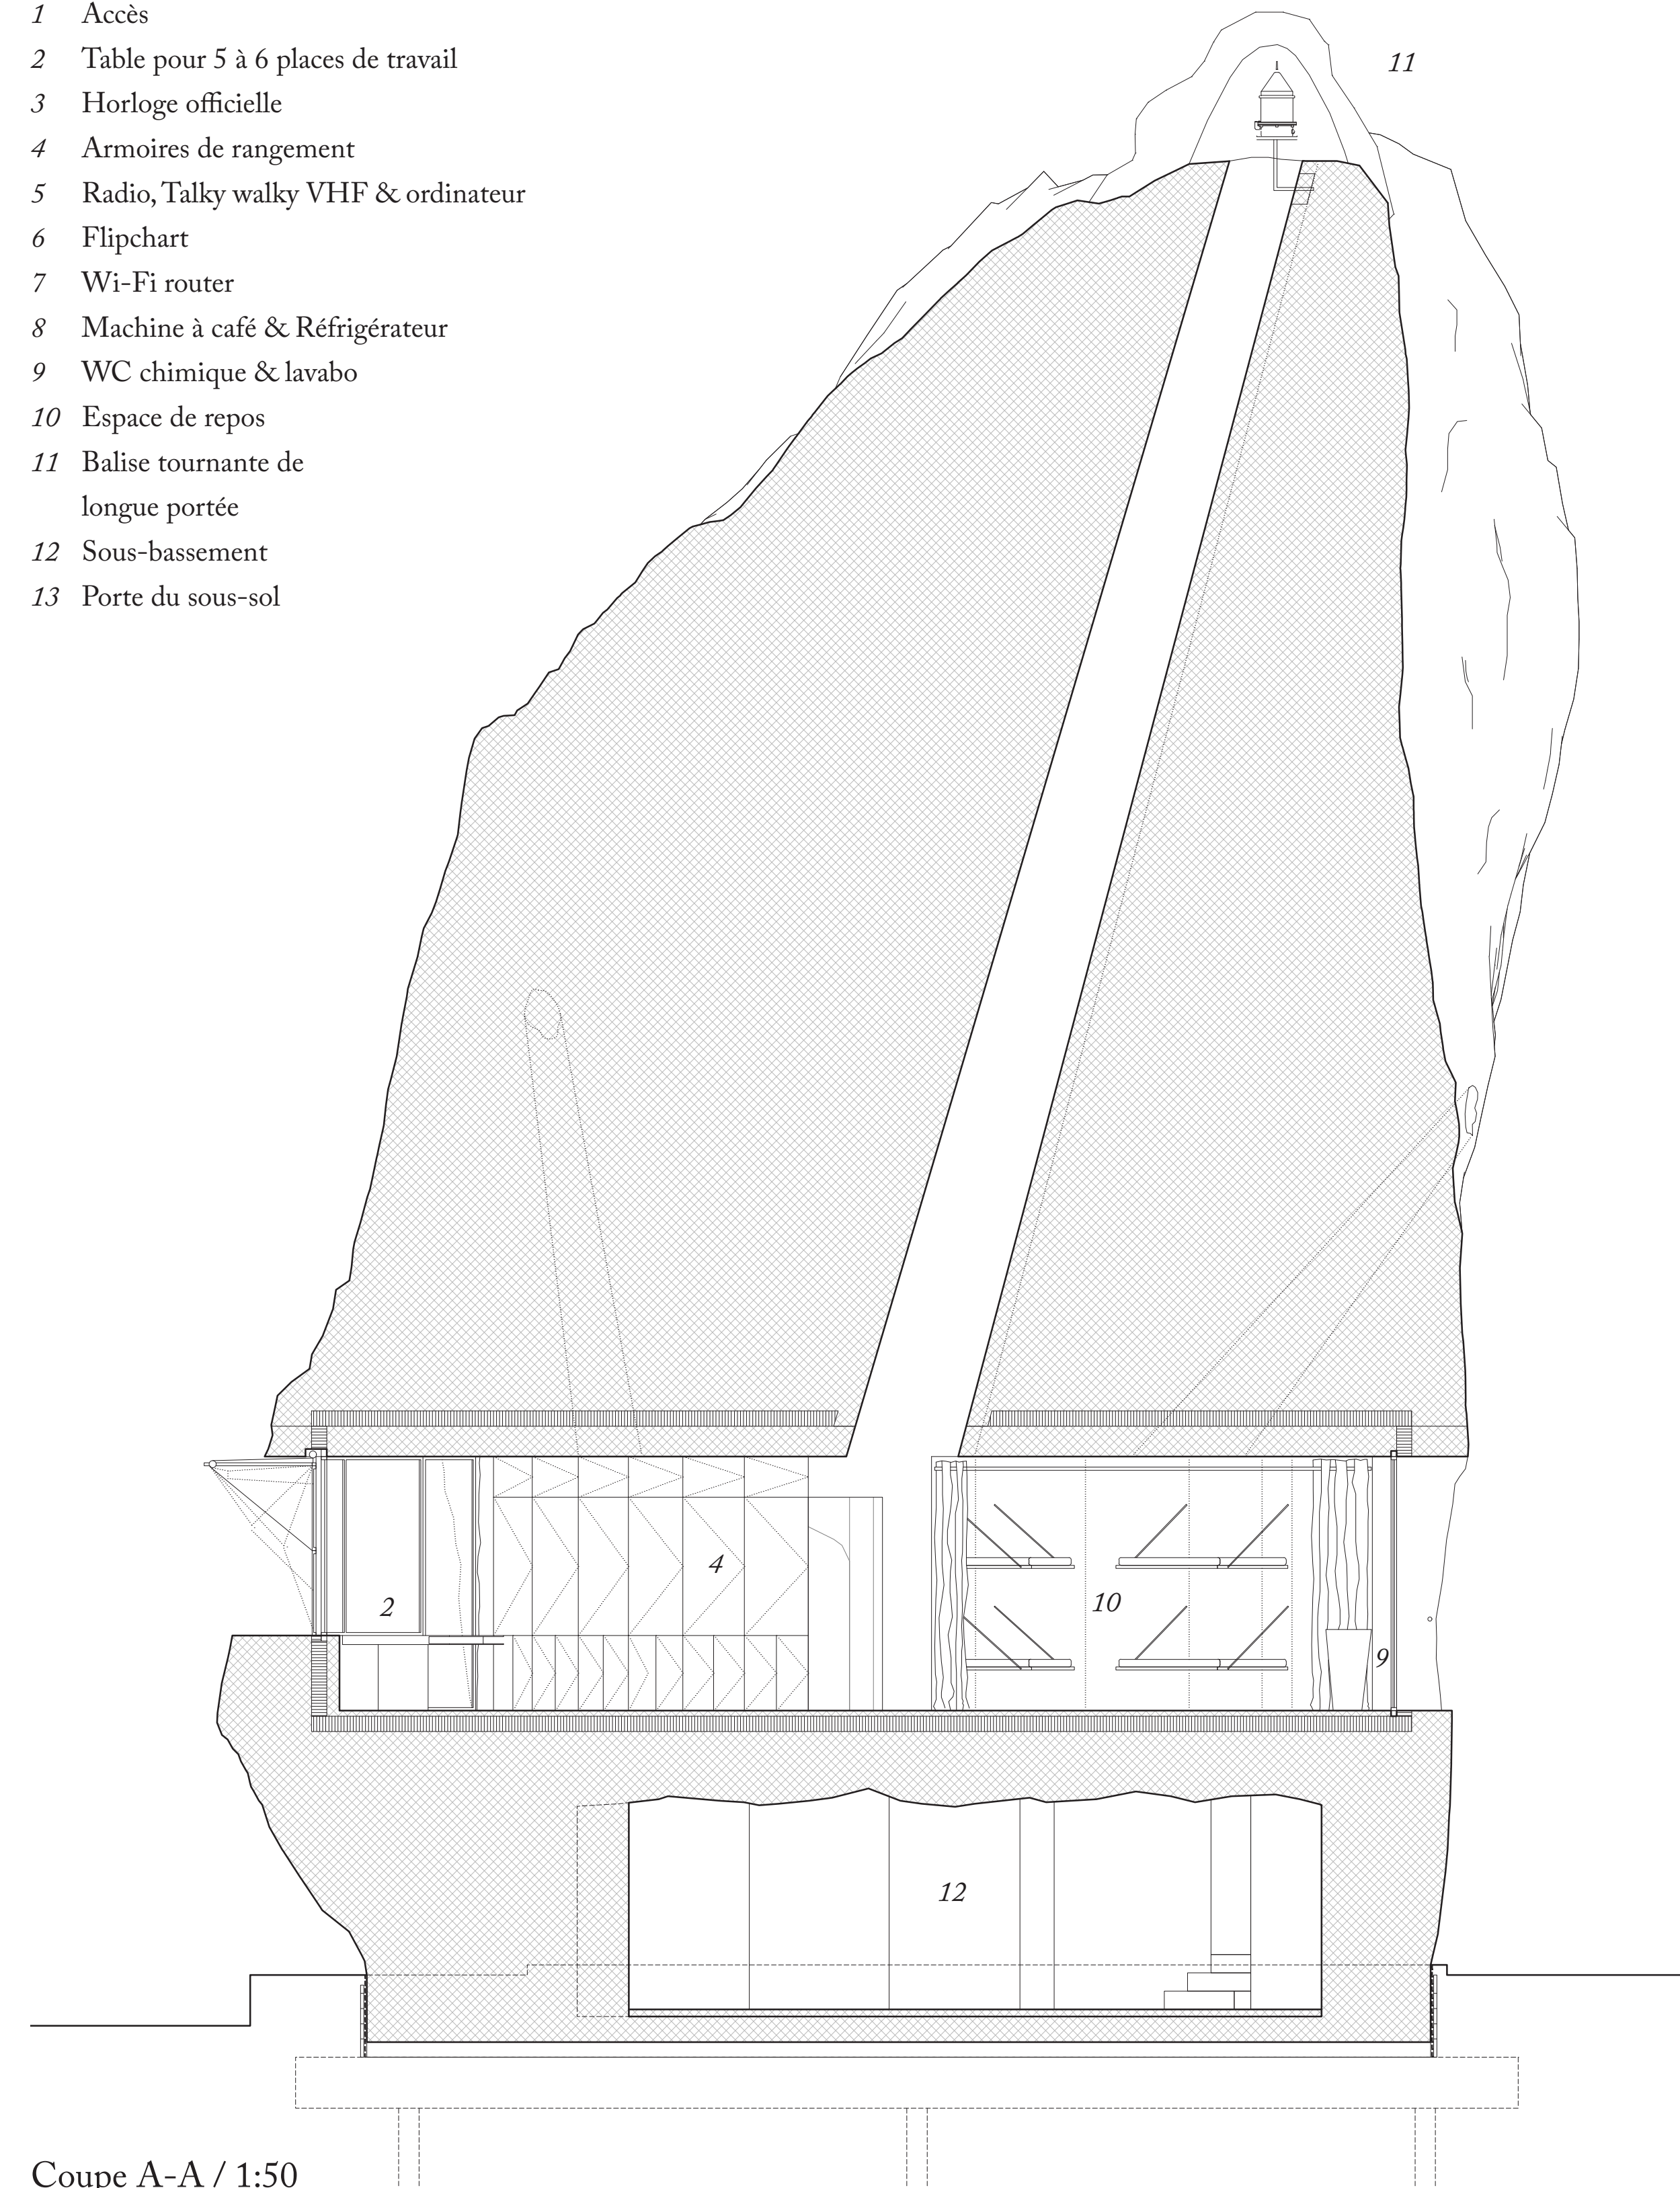 1 Accès
2 Table pour 5 à 6 places de travail
3 Horloge officielle
4 Armoires de rangement
5 Radio, Talky walky VHF & ordinateur
6 Flipchart
7 Wi-Fi router
8 Machine à café & Réfrigérateur
9 WC chimique & lavabo
10 Espace de repos
11 Balise tournante de
longue portée
12 Sous-bassement
13 Porte du sous-sol
11
4
2
10
9
12
Coupe A-A / 1:50